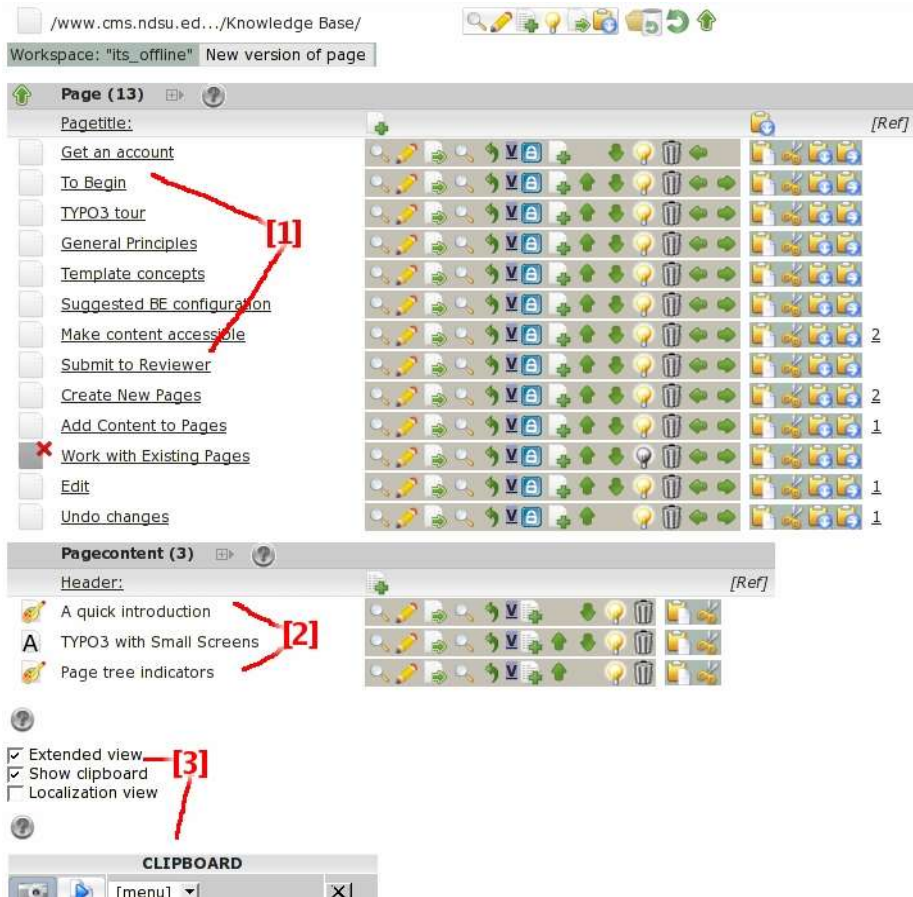 /www.cms.ndsu.ed.../Knowledge Base/
Workspace: "its_offline" New version of page
Page (13)
Pagetitle: [Ref]
Get an account
To Begin
TYPO3 tour
[1]
General Principles
Template concepts
Suggested BE configuration
Make content accessible 2
Submit to Reviewer
Create New Pages 2
Add Content to Pages 1
Work with Existing Pages
Edit 1
Undo changes 1
Pagecontent (3)
Header: [Ref]
A quick introduction
[2]
A TYPO3 with Small Screens
Page tree indicators
Extended view
[3]
Show clipboard
Localization view
CLIPBOARD
[menu]